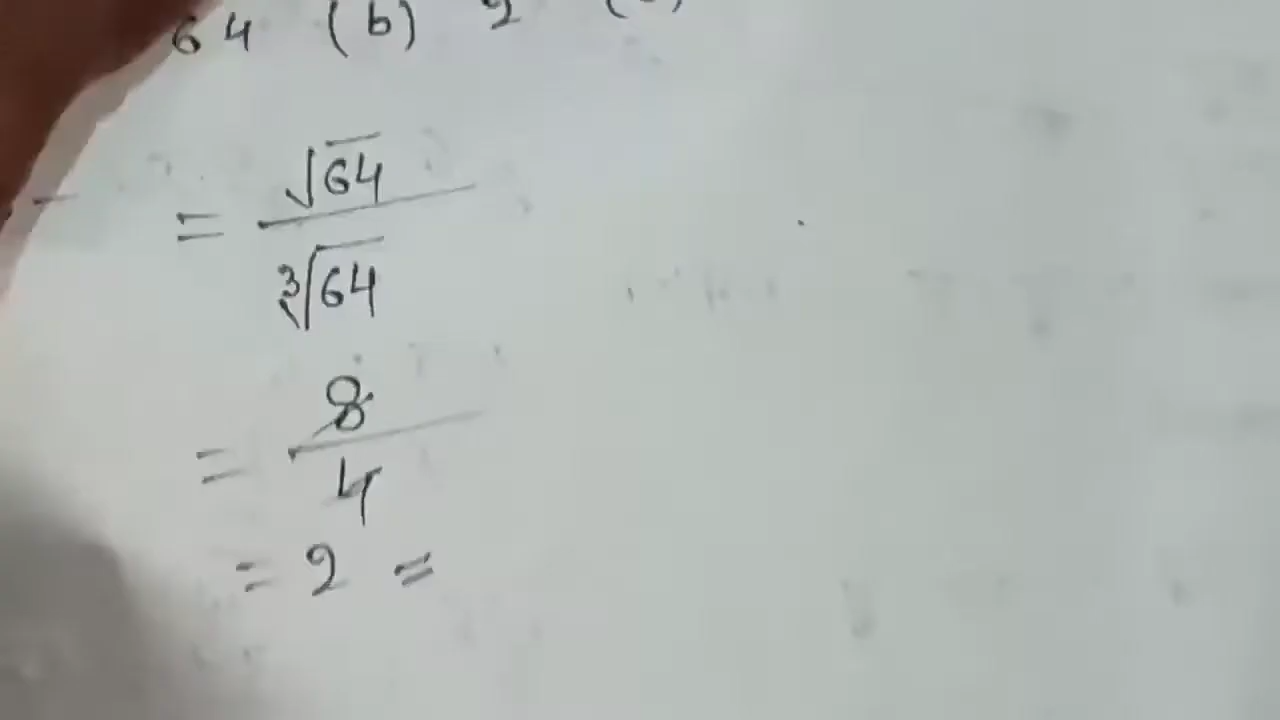 64 (b) 2
= √64 / ∛64
= 8 / 4
= 2 =